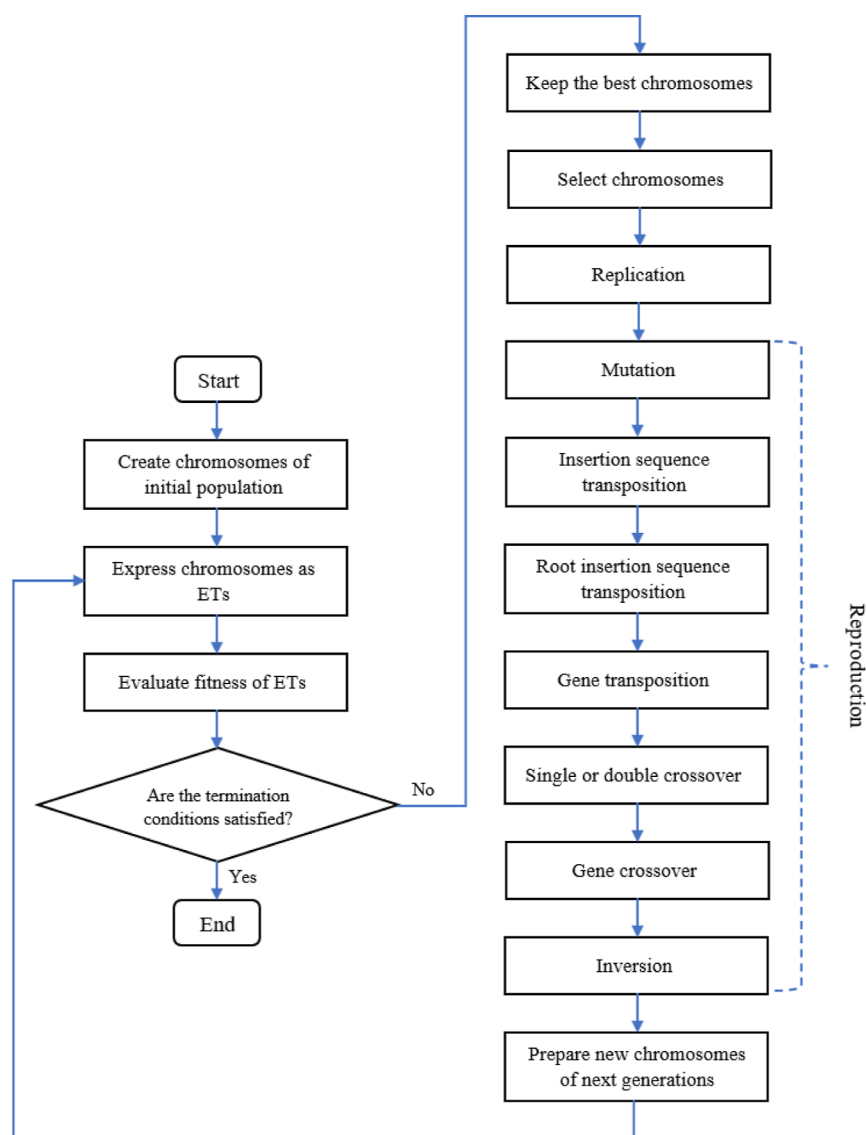 Start
Create chromosomes of
initial population
Express chromosomes as
ETs
Evaluate fitness of ETs
Are the termination
conditions satisfied?
No
Yes
End
Keep the best chromosomes
Select chromosomes
Replication
Mutation
Insertion sequence
transposition
Root insertion sequence
transposition
Gene transposition
Single or double crossover
Gene crossover
Inversion
Prepare new chromosomes
of next generations
Reproduction